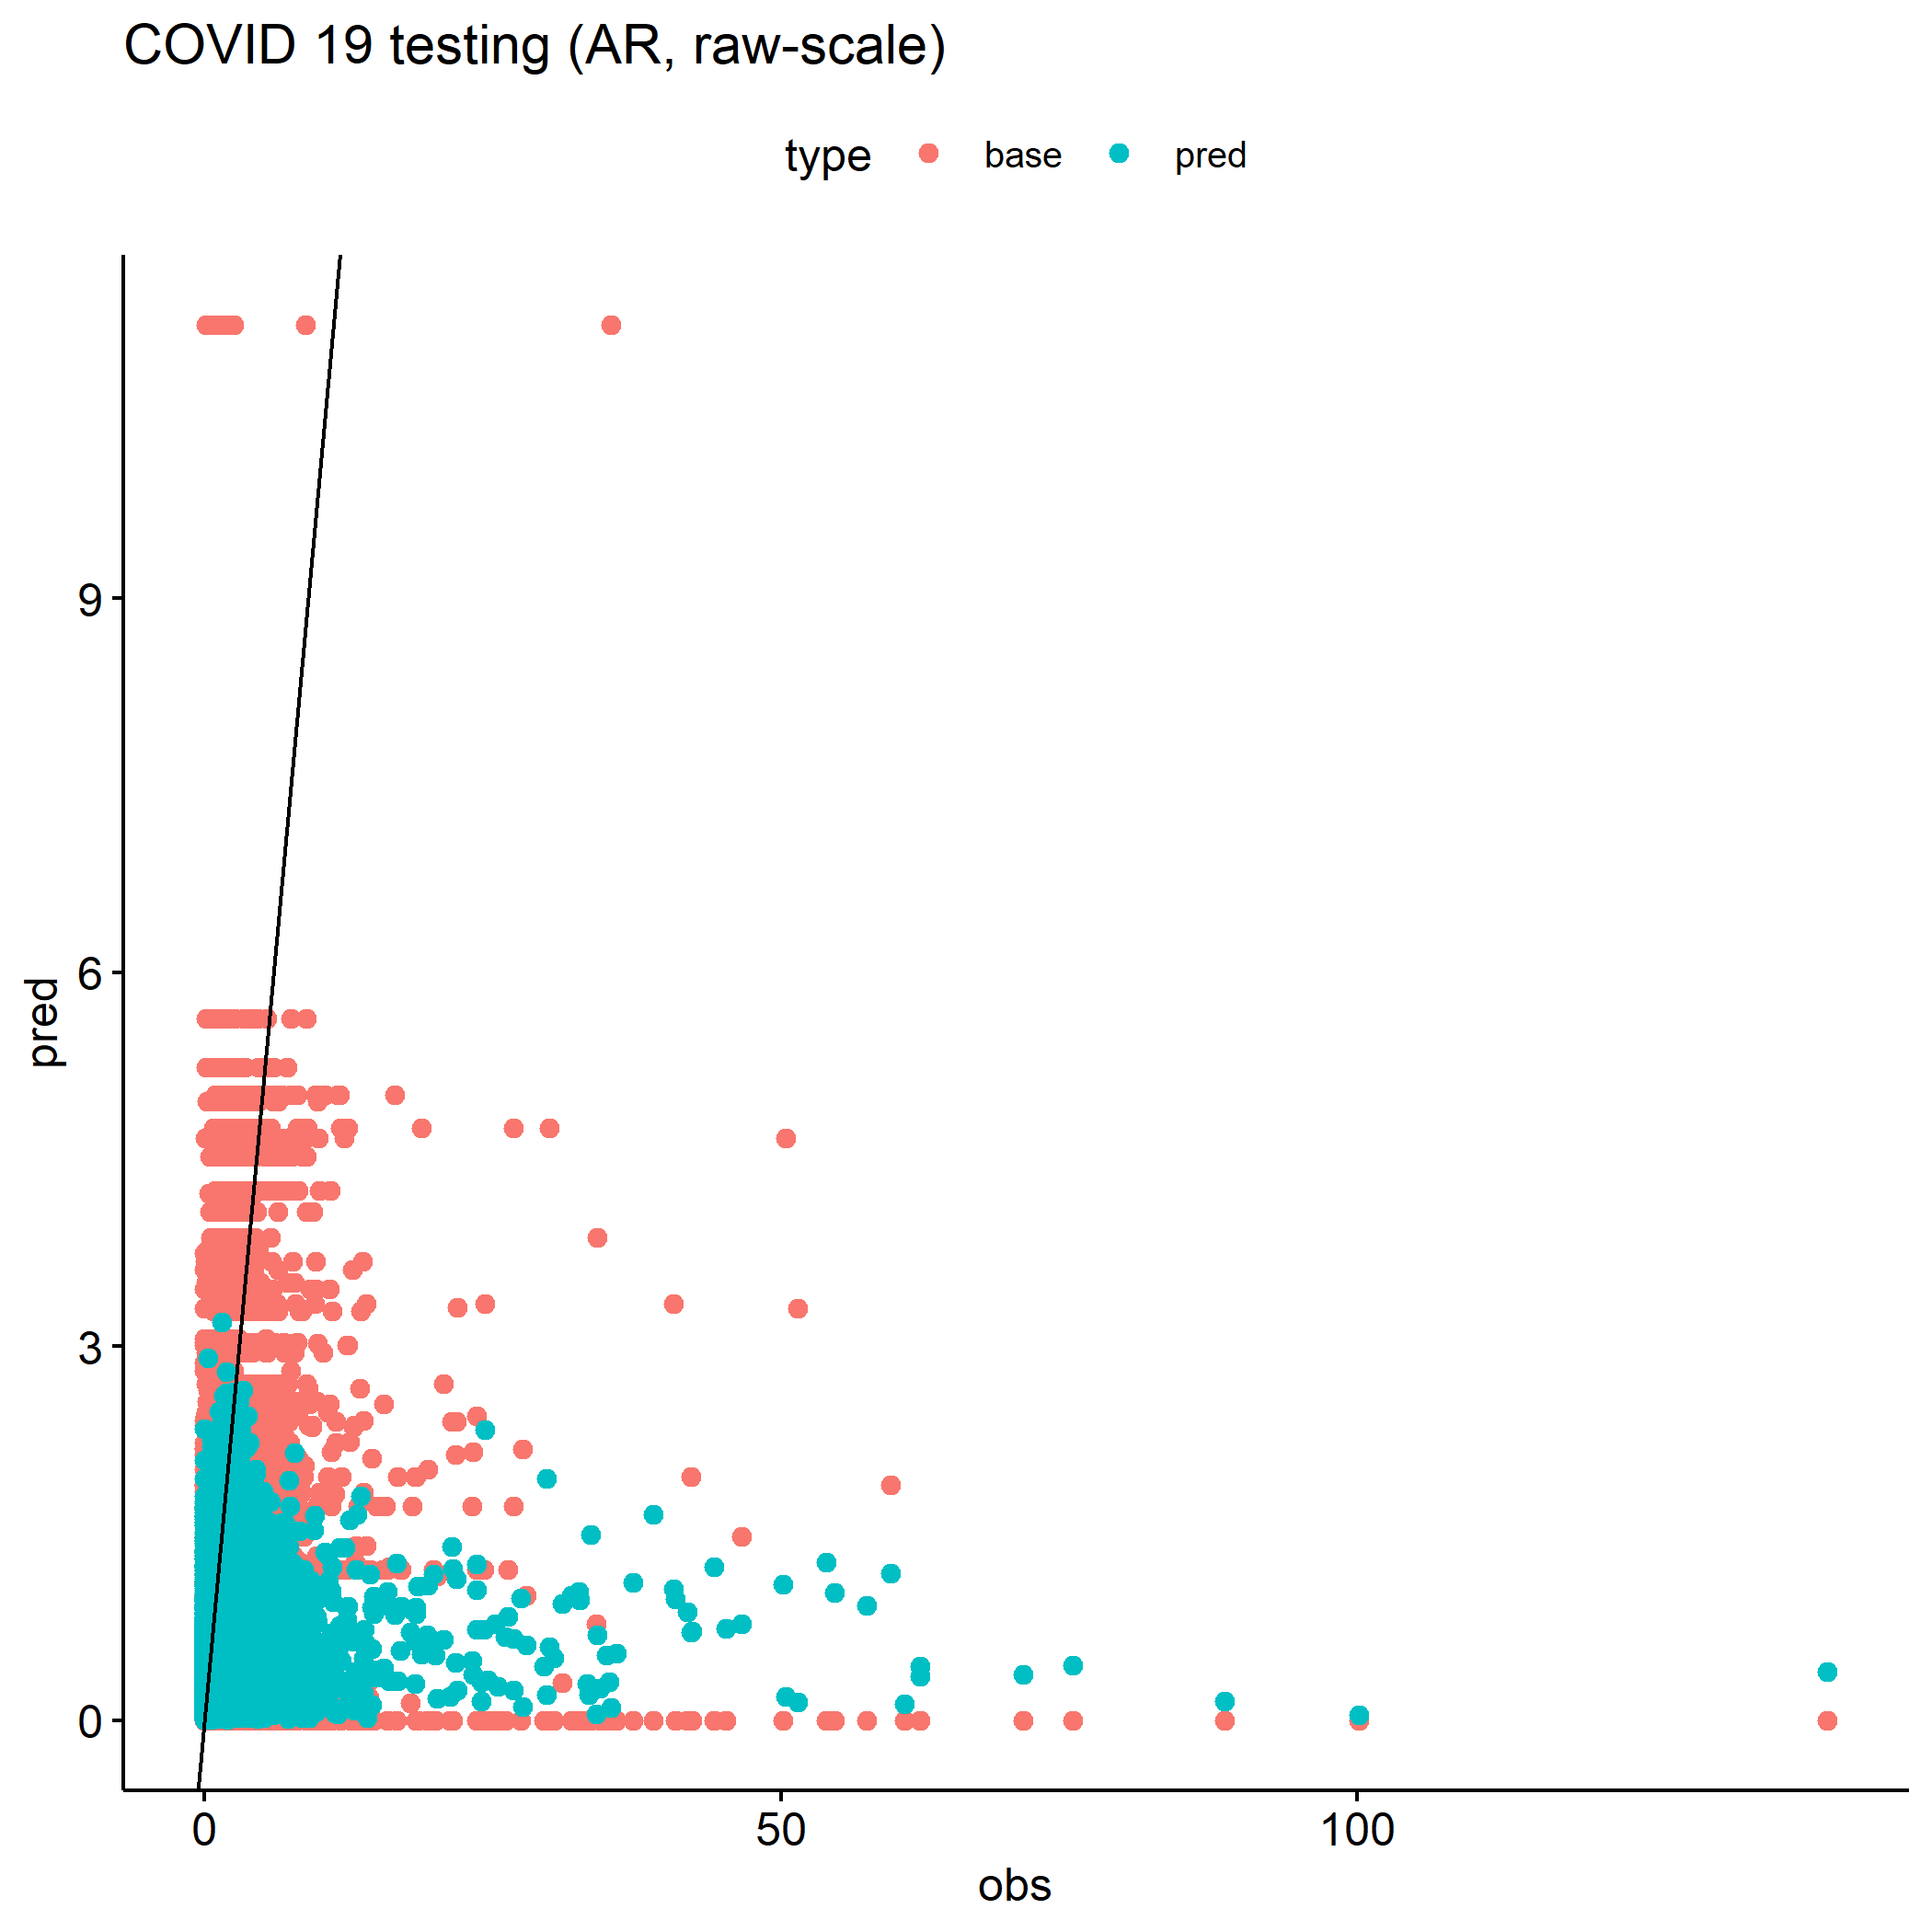 COVID 19 testing (AR, raw-scale)
type base pred
9
6
3
0
pred
0 50 100
obs